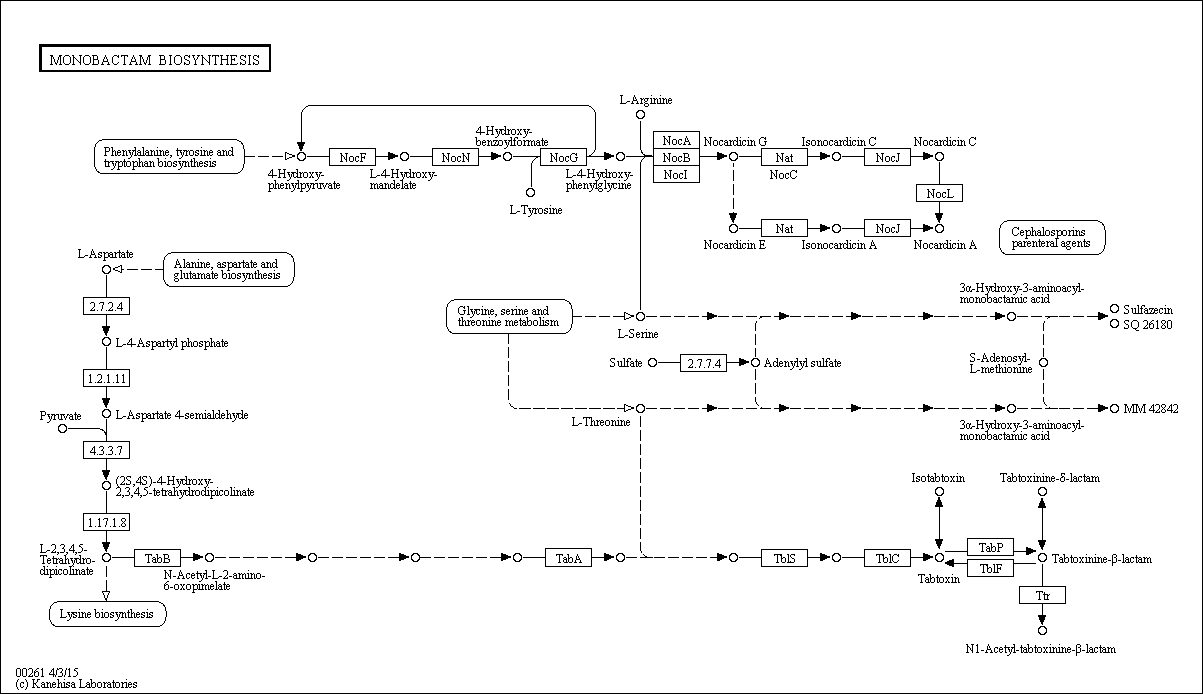 MONOBACTAM BIOSYNTHESIS
L-Arginine
Phenylalanine, tyrosine and
tryptophan biosynthesis
4-Hydroxy-
phenylpyruvate
NocF
L-4-Hydroxy-
mandelate
NocN
4-Hydroxy-
benzoylformate
NocG
L-Tyrosine
L-4-Hydroxy-
phenylglycine
NocA
NocB
NocI
Nocardicin G
Nat
NocC
Isonocardicin C
NocJ
Nocardicin C
NocL
Nocardicin E
Nat
Isonocardicin A
NocJ
Nocardicin A
Cephalosporins
parenteral agents
L-Aspartate
Alanine, aspartate and
glutamate biosynthesis
2.7.2.4
L-4-Aspartyl phosphate
1.2.1.11
Pyruvate
L-Aspartate 4-semialdehyde
4.3.3.7
(2S,4S)-4-Hydroxy-
2,3,4,5-tetrahydrodipicolinate
1.17.1.8
L-2,3,4,5-
Tetrahydro-
dipicolinate
Lysine biosynthesis
Glycine, serine and
threonine metabolism
L-Serine
3α-Hydroxy-3-aminoacyl-
monobactamic acid
Sulfazecin
SQ 26180
Sulfate
2.7.7.4
Adenylyl sulfate
S-Adenosyl-
L-methionine
L-Threonine
3α-Hydroxy-3-aminoacyl-
monobactamic acid
MM 42842
TabB
N-Acetyl-L-2-amino-
6-oxopimelate
TabA
TblS
TblC
Isotabtoxin
Tabtoxin
TabP
TblF
Tabtoxinine-δ-lactam
Tabtoxinine-β-lactam
Ttr
N1-Acetyl-tabtoxinine-β-lactam
00261 4/3/15
(c) Kanehisa Laboratories